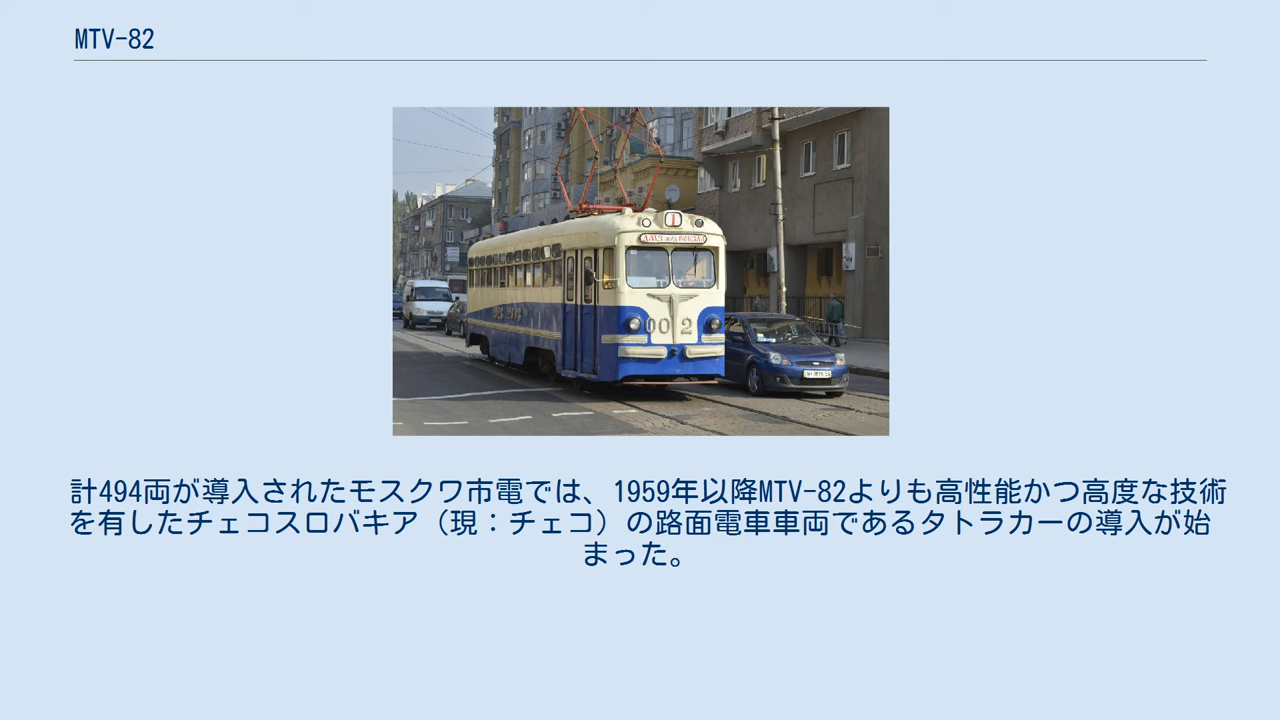 MTV-82
1
002
計494両が導入されたモスクワ市電では、1959年以降MTV-82よりも高性能かつ高度な技術
を有したチェコスロバキア（現：チェコ）の路面電車車両であるタトラカーの導入が始
まった。